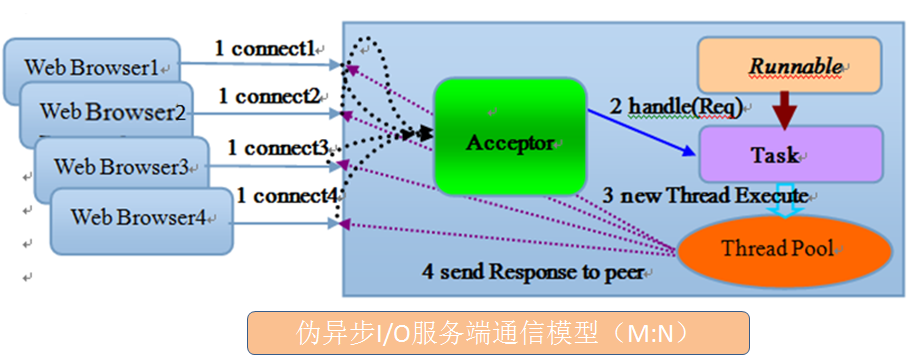 1 connect1
Web Browser1
Runnable
1 connect2
Web Browser2
2 handle(Req)
1 connect3
Acceptor
Task
Web Browser3
1 connect4
3 new Thread Execute
Web Browser4
Thread Pool
4 send Response to peer
伪异步I/O服务端通信模型（M:N）